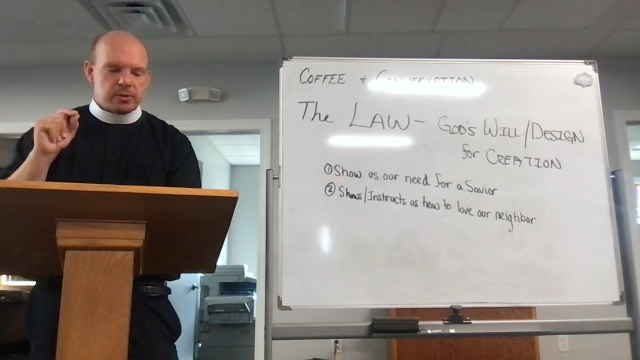 COFFEE & CONVERSATION
The LAW – GOD'S WILL/DESIGN
for CREATION
① Show us our need for a Savior
② Shows/Instructs us how to love our neighbor